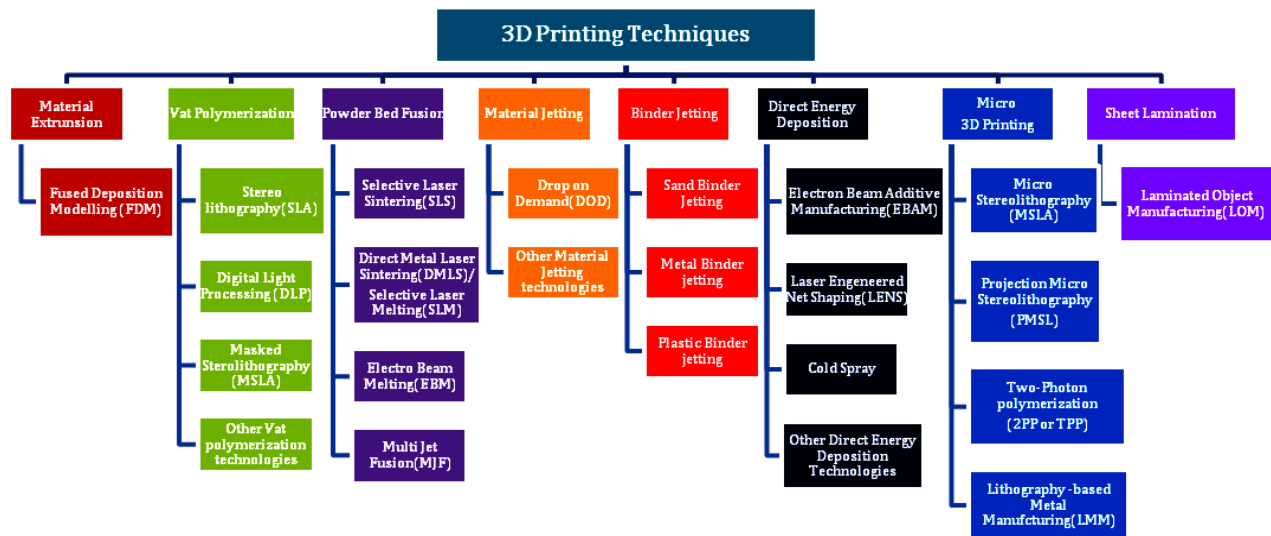 3D Printing Techniques
Material
Extrunsion
Fused Deposition
Modelling (FDM)
Vat Polymerization
Stereo
lithography(SLA)
Digital Light
Processing (DLP)
Masked
Sterolithography
(MSLA)
Other Vat
polymerization
technologies
Powder Bed Fusion
Selective Laser
Sintering(SLS)
Direct Metal Laser
Sintering(DMLS)/
Selective Laser
Melting(SLM)
Electro Beam
Melting(EBM)
Multi Jet
Fusion(MJF)
Material Jetting
Drop on
Demand(DOD)
Other Material
Jetting
technologies
Binder Jetting
Sand Binder
Jetting
Metal Binder
jetting
Plastic Binder
jetting
Direct Energy
Deposition
Electron Beam Additive
Manufacturing(EBAM)
Laser Engeneered
Net Shaping(LENS)
Cold Spray
Other Direct Energy
Deposition
Technologies
Micro
3D Printing
Micro
Stereolithography
(MSLA)
Projection Micro
Stereolithography
(PMSL)
Two-Photon
polymerization
(2PP or TPP)
Lithography-based
Metal
Manufcturing(LMM)
Sheet Lamination
Laminated Object
Manufacturing(LOM)